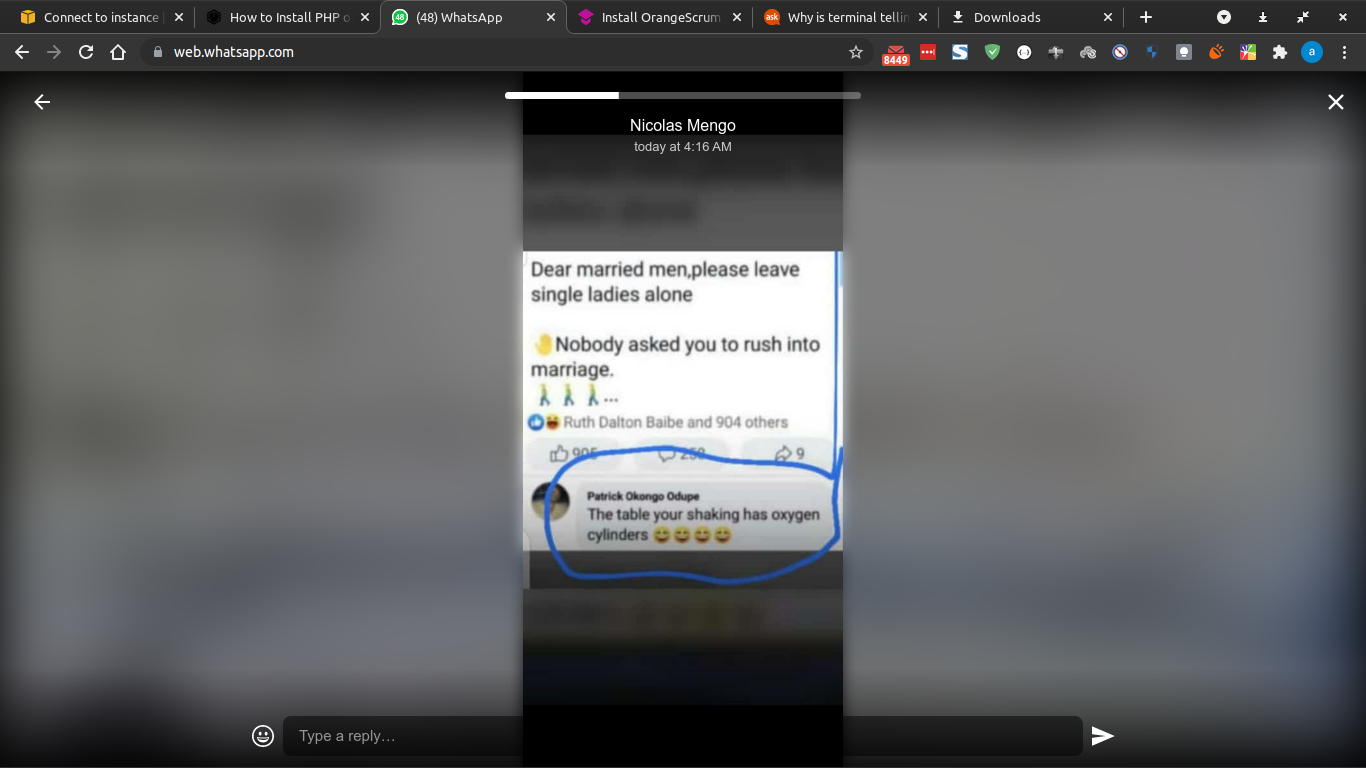 Connect to instance
How to Install PHP o
(48) WhatsApp
Install OrangeScrum
Why is terminal tellin
Downloads
web.whatsapp.com
8449
a
Nicolas Mengo
today at 4:16 AM
Dear married men,please leave
single ladies alone
🤚Nobody asked you to rush into
marriage.
🚶‍♂️🚶‍♂️🚶‍♂️...
Ruth Dalton Baibe and 904 others
905 9
Patrick Okongo Odupe
The table your shaking has oxygen
cylinders 😄😄😄😄
Type a reply...